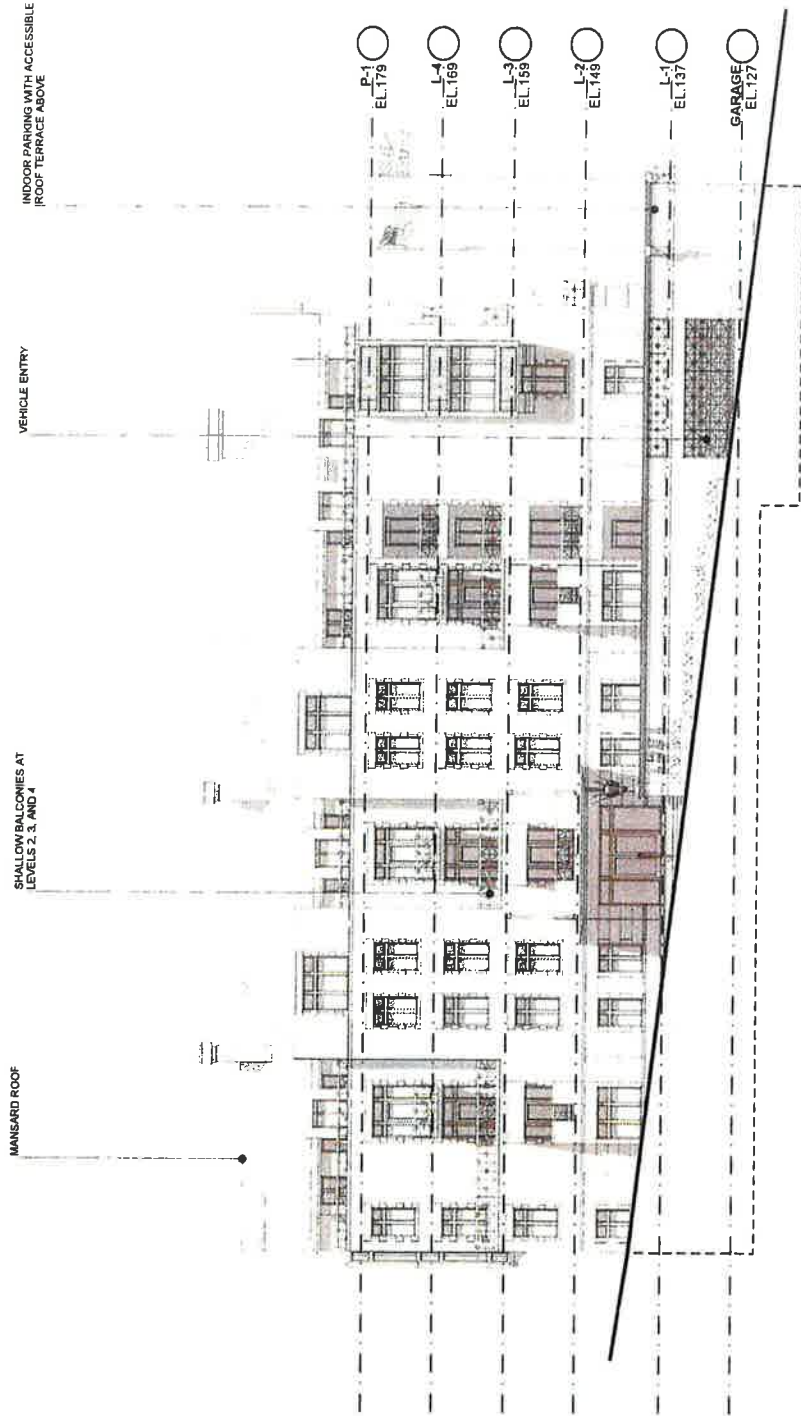 MANSARD ROOF
SHALLOW BALCONIES AT
LEVELS 2, 3, AND 4
VEHICLE ENTRY
INDOOR PARKING WITH ACCESSIBLE
ROOF TERRACE ABOVE
P-1
EL.179
L-4
EL.169
L-3
EL.159
L-2
EL.149
L-1
EL.137
GARAGE
EL.127